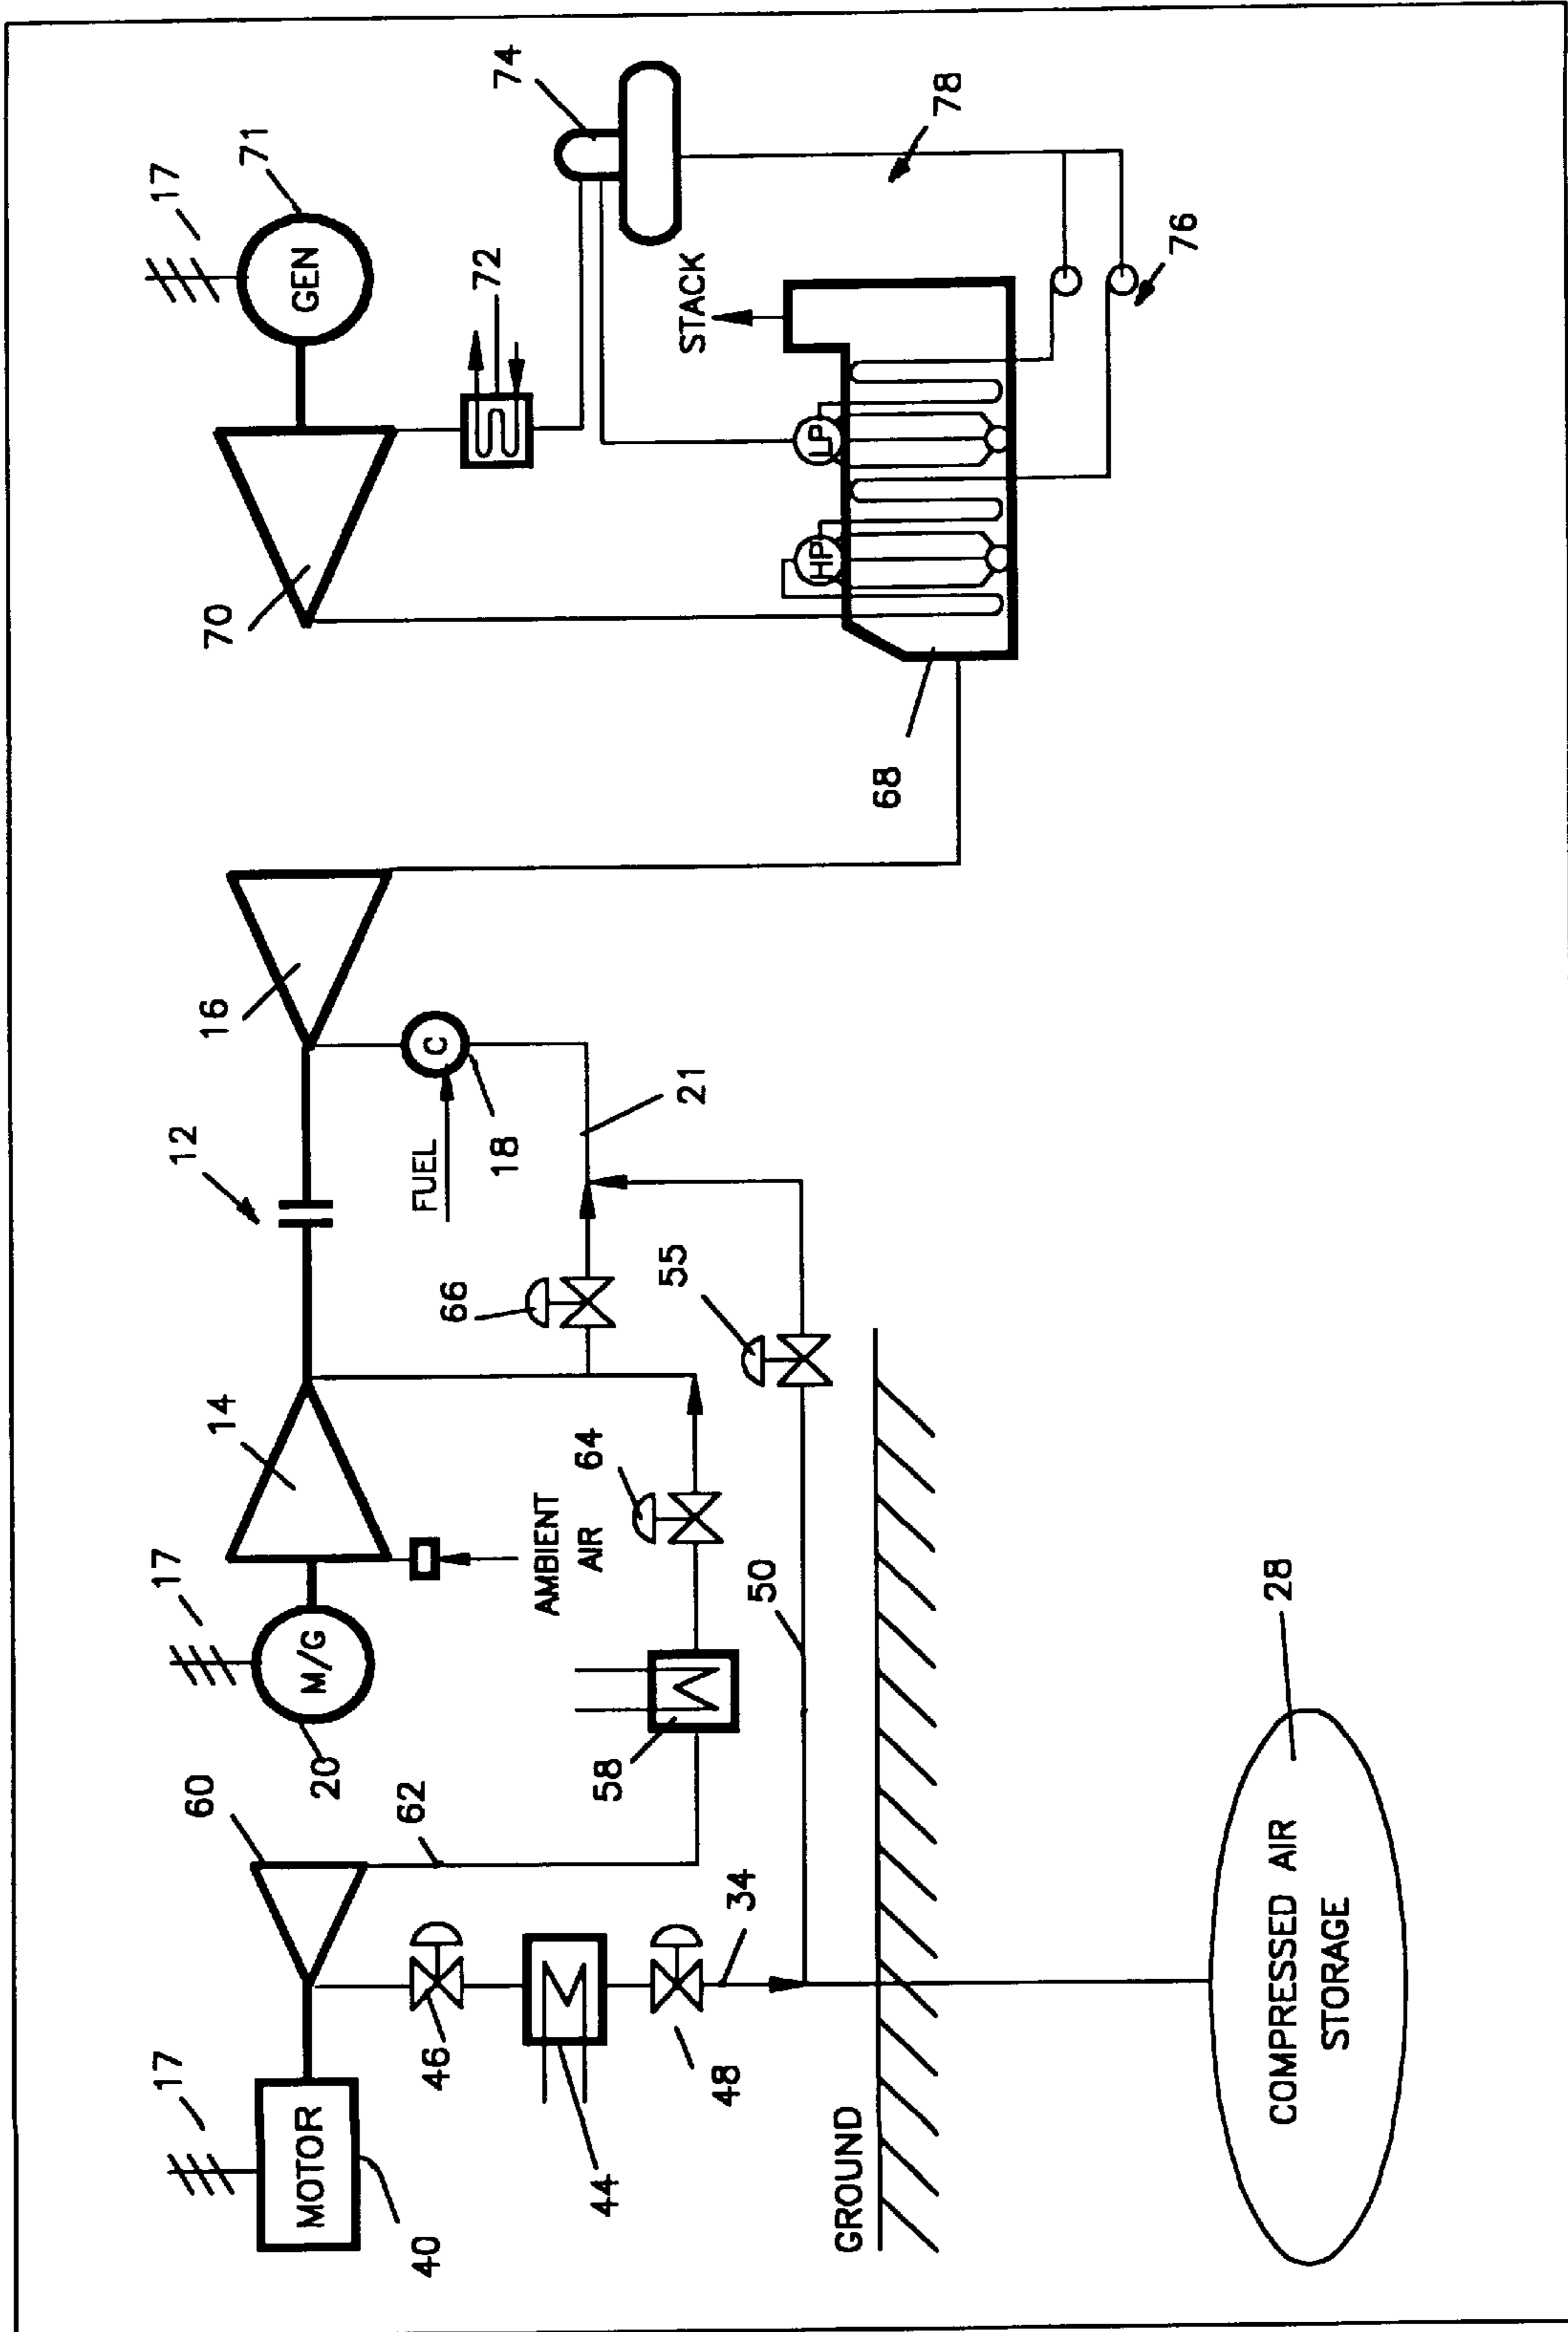 17
71
GEN
74
70
72
STACK
HP
LP
78
76
68
12
16
C
18
FUEL
21
66
55
14
17
M/G
20
AMBIENT
AIR
64
58
50
60
62
17
MOTOR
40
46
44
48
34
GROUND
28
COMPRESSED AIR
STORAGE